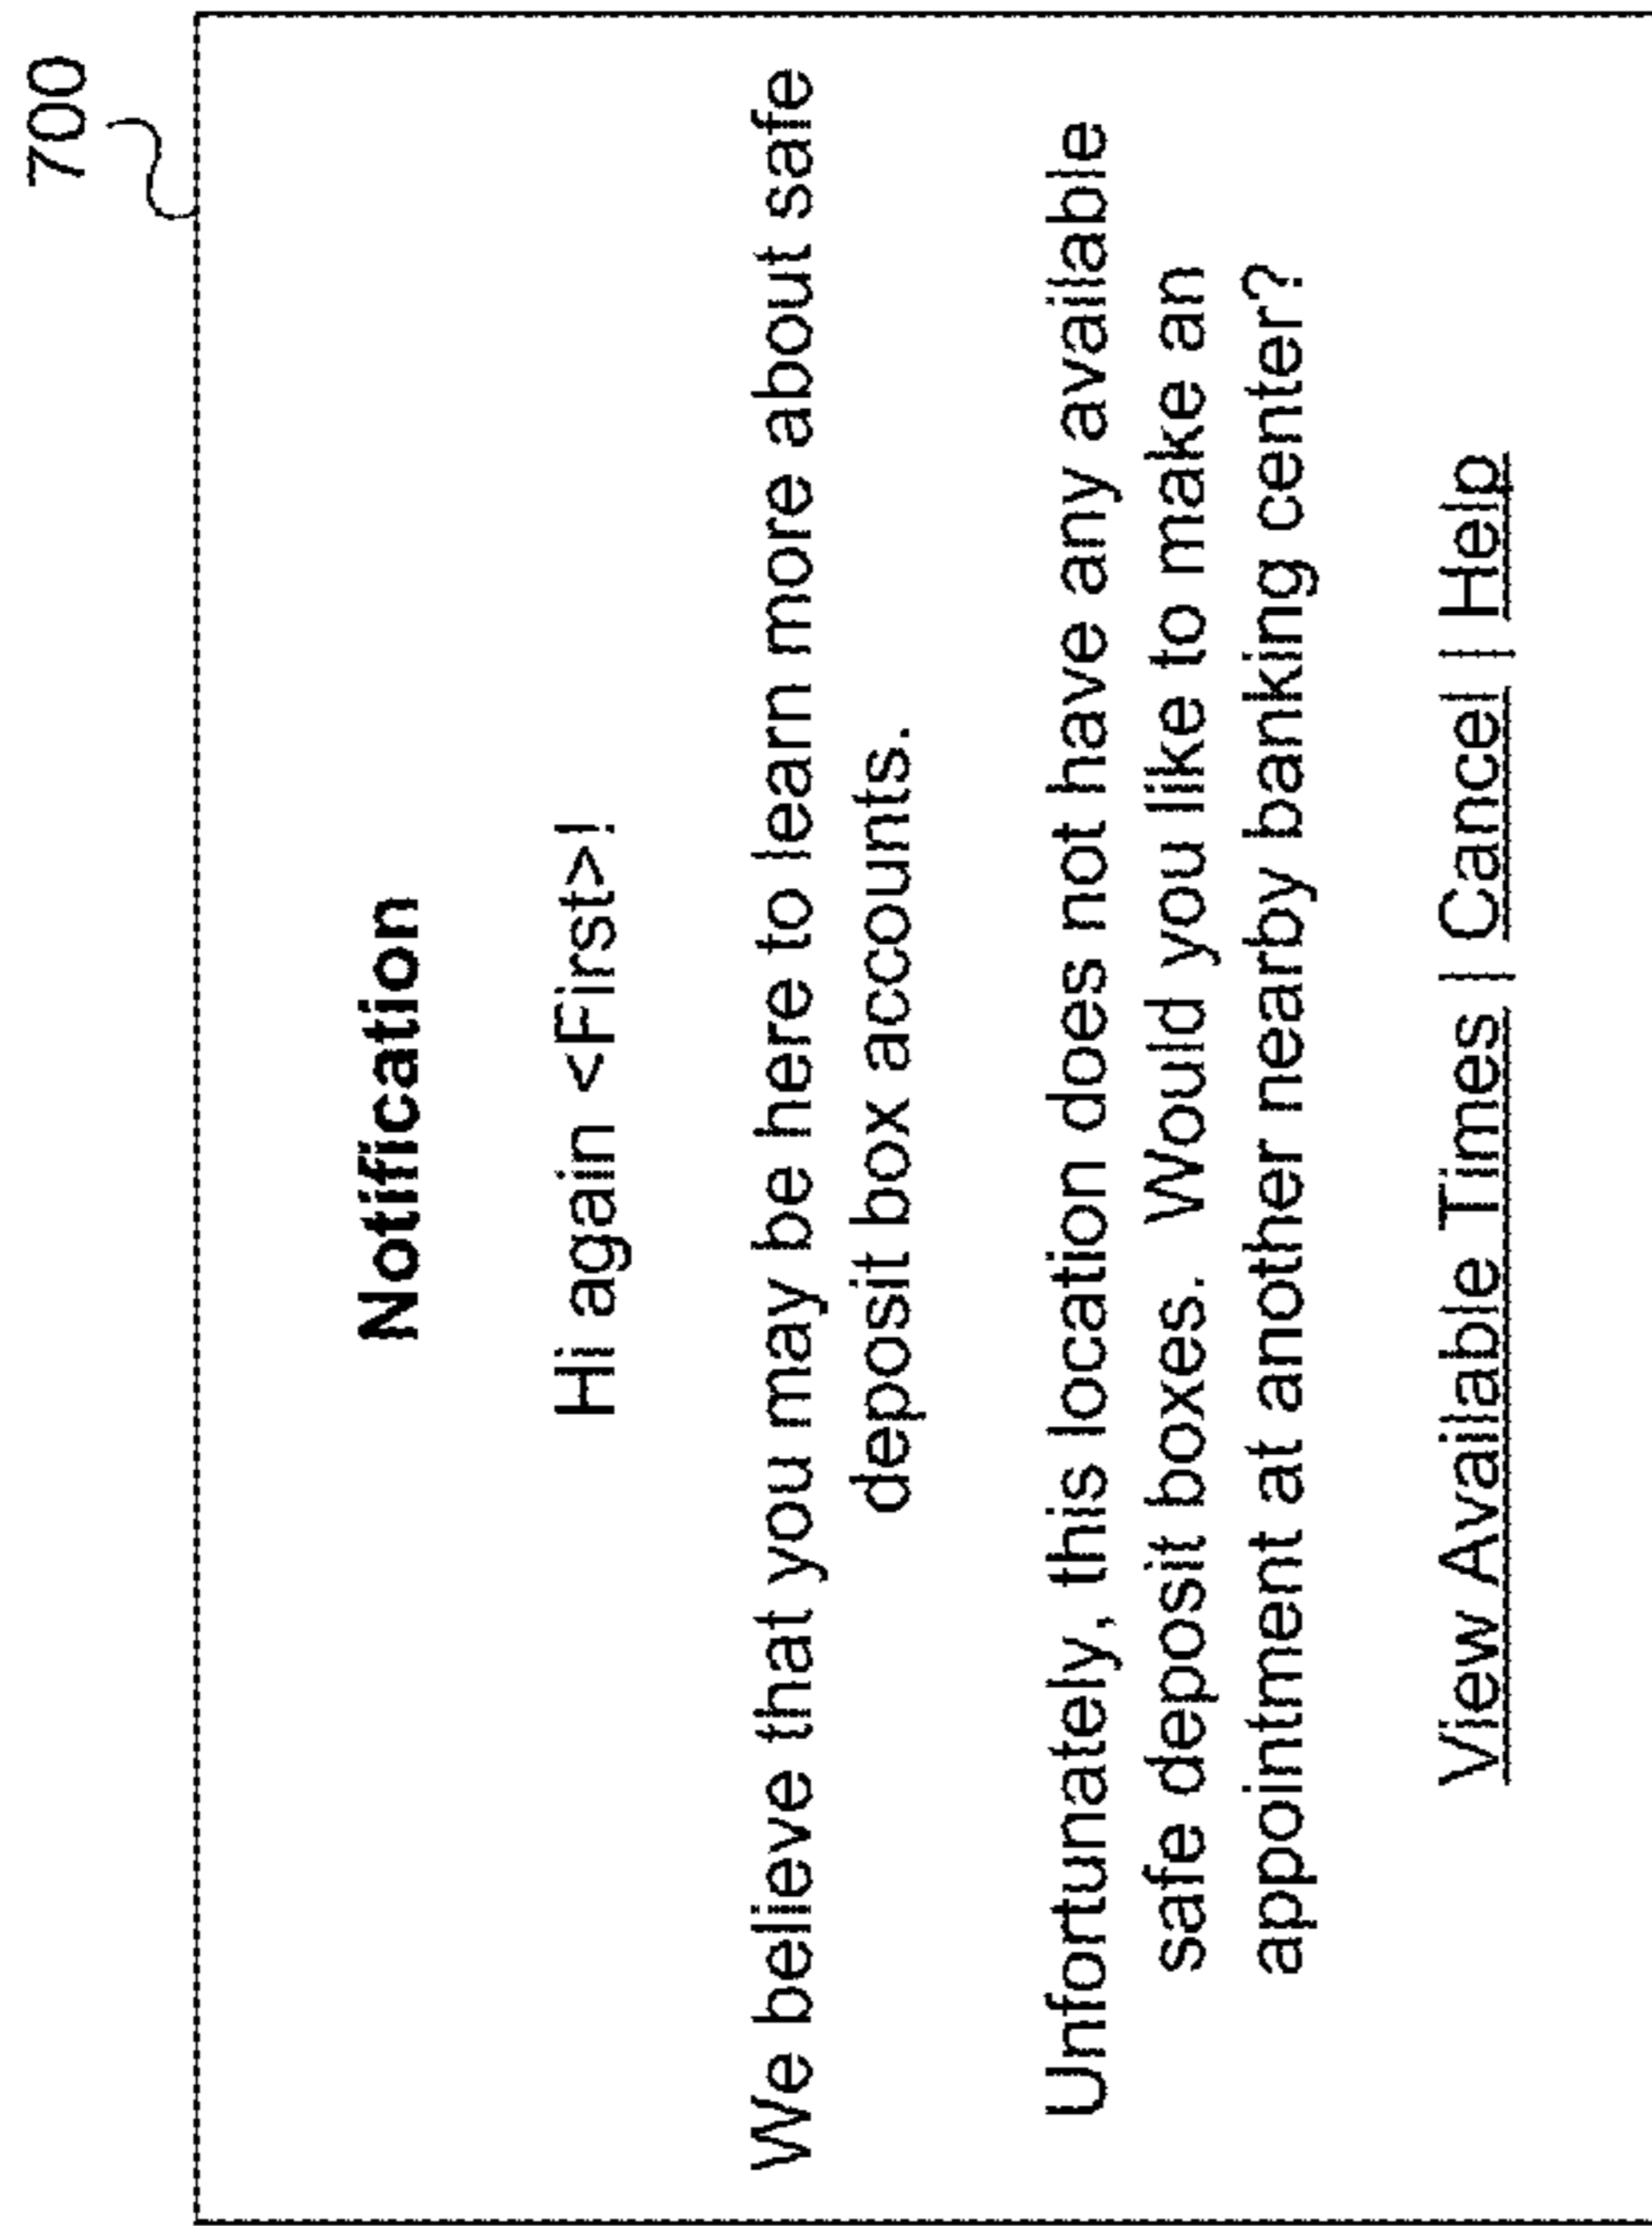 700
Notification
Hi again <First>!
We believe that you may be here to learn more about safe
deposit box accounts.
Unfortunately, this location does not have any available
safe deposit boxes.  Would you like to make an
appointment at another nearby banking center?
View Available Times | Cancel | Help